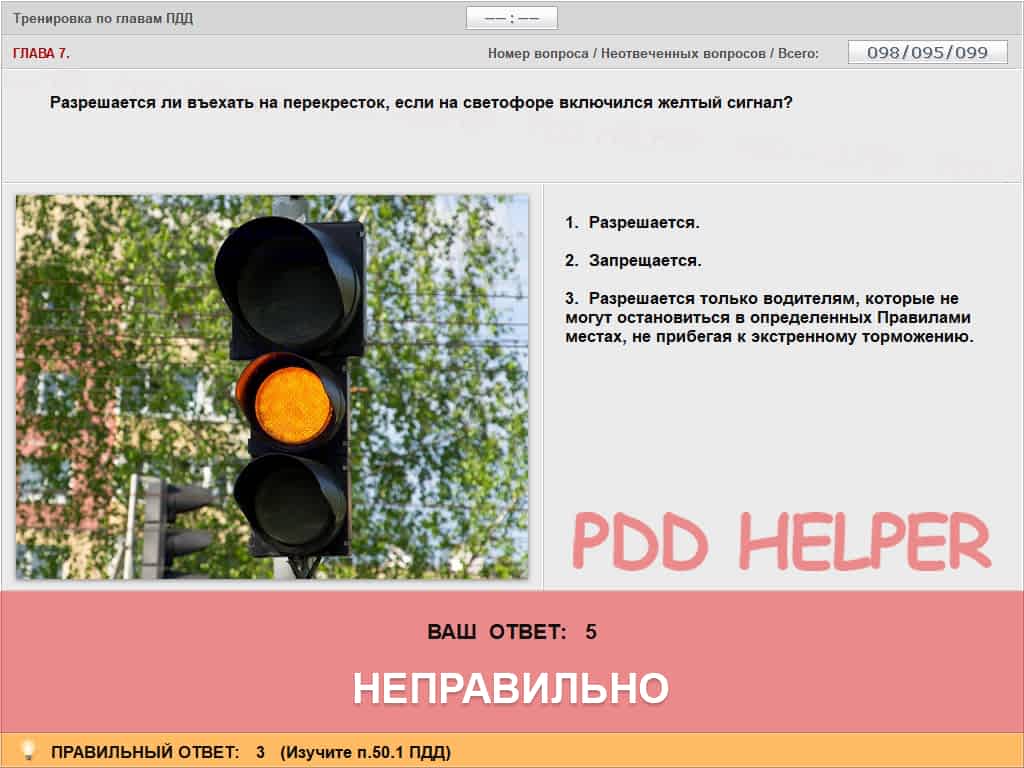 Тренировка по главам ПДД
—— : ——
ГЛАВА 7.
Номер вопроса / Неотвеченных вопросов / Всего:
098/095/099
Разрешается ли въехать на перекресток, если на светофоре включился желтый сигнал?
1. Разрешается.
2. Запрещается.
3. Разрешается только водителям, которые не
могут остановиться в определенных Правилами
местах, не прибегая к экстренному торможению.
PDD HELPER
ВАШ ОТВЕТ: 5
НЕПРАВИЛЬНО
ПРАВИЛЬНЫЙ ОТВЕТ: 3 (Изучите п.50.1 ПДД)